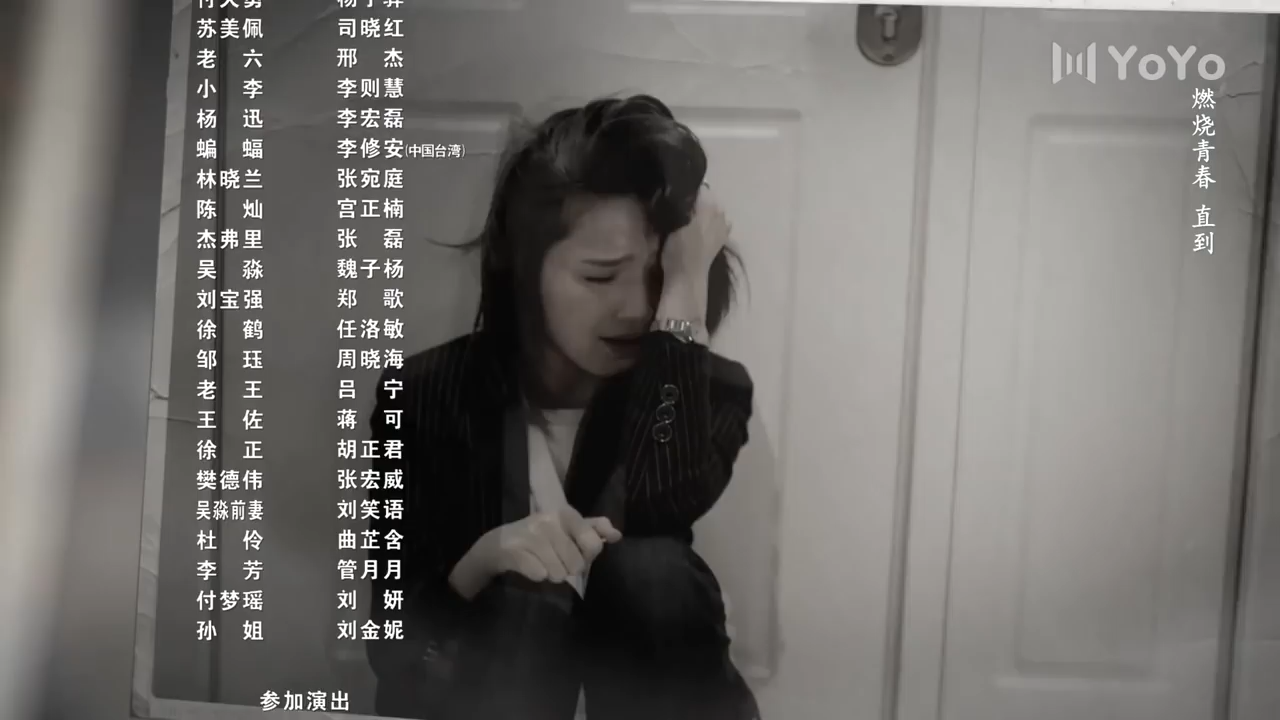 苏美佩 司晓红
老六 邢杰
小李 李则慧
杨迅 李宏磊
蝙蝠 李修安(中国台湾)
林晓兰 张宛庭
陈灿 宫正楠
杰弗里 张磊
吴淼 魏子杨
刘宝强 郑歌
徐鹤 任洛敏
邹珏 周晓海
老王 吕宁
王佐 蒋可
徐正 胡正君
樊德伟 张宏威
吴淼前妻 刘笑语
杜伶 曲芷含
李芳 管月月
付梦瑶 刘妍
孙姐 刘金妮
参加演出
YoYo
燃烧青春 直到